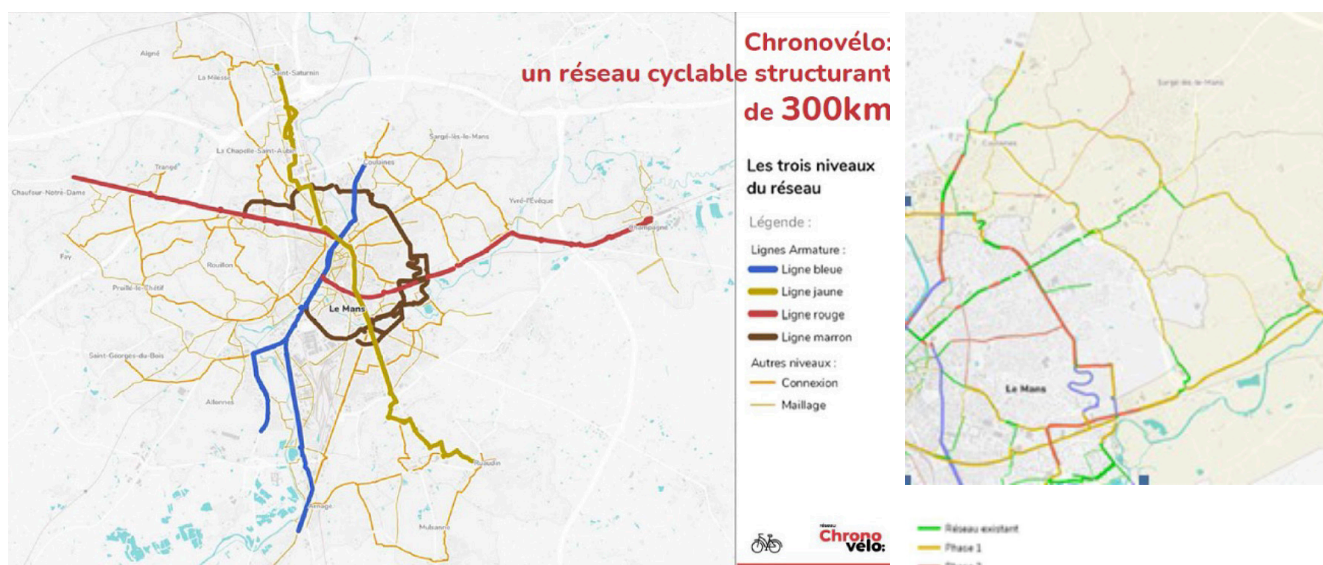 Chronovélo:
un réseau cyclable structurant
de 300km
Les trois niveaux
du réseau
Légende :
Lignes Armature :
Ligne bleue
Ligne jaune
Ligne rouge
Ligne marron
Autres niveaux :
Connexion
Maillage
réseau
Chrono
vélo:
Aigné
La Milesse
Saint-Saturnin
La Chapelle-Saint-Aubin
Sargé-lès-le-Mans
Coulaines
Trangé
Chaufour-Notre-Dame
Yvré-l'Évêque
Champagné
Fay
Rouillon
Pruillé-le-Chétif
Le Mans
Saint-Georges-du-Bois
Allonnes
Ruaudin
Arnage
Mulsanne
Sargé-lès-le-Mans
Coulaines
Le Mans
Réseau existant
Phase 1